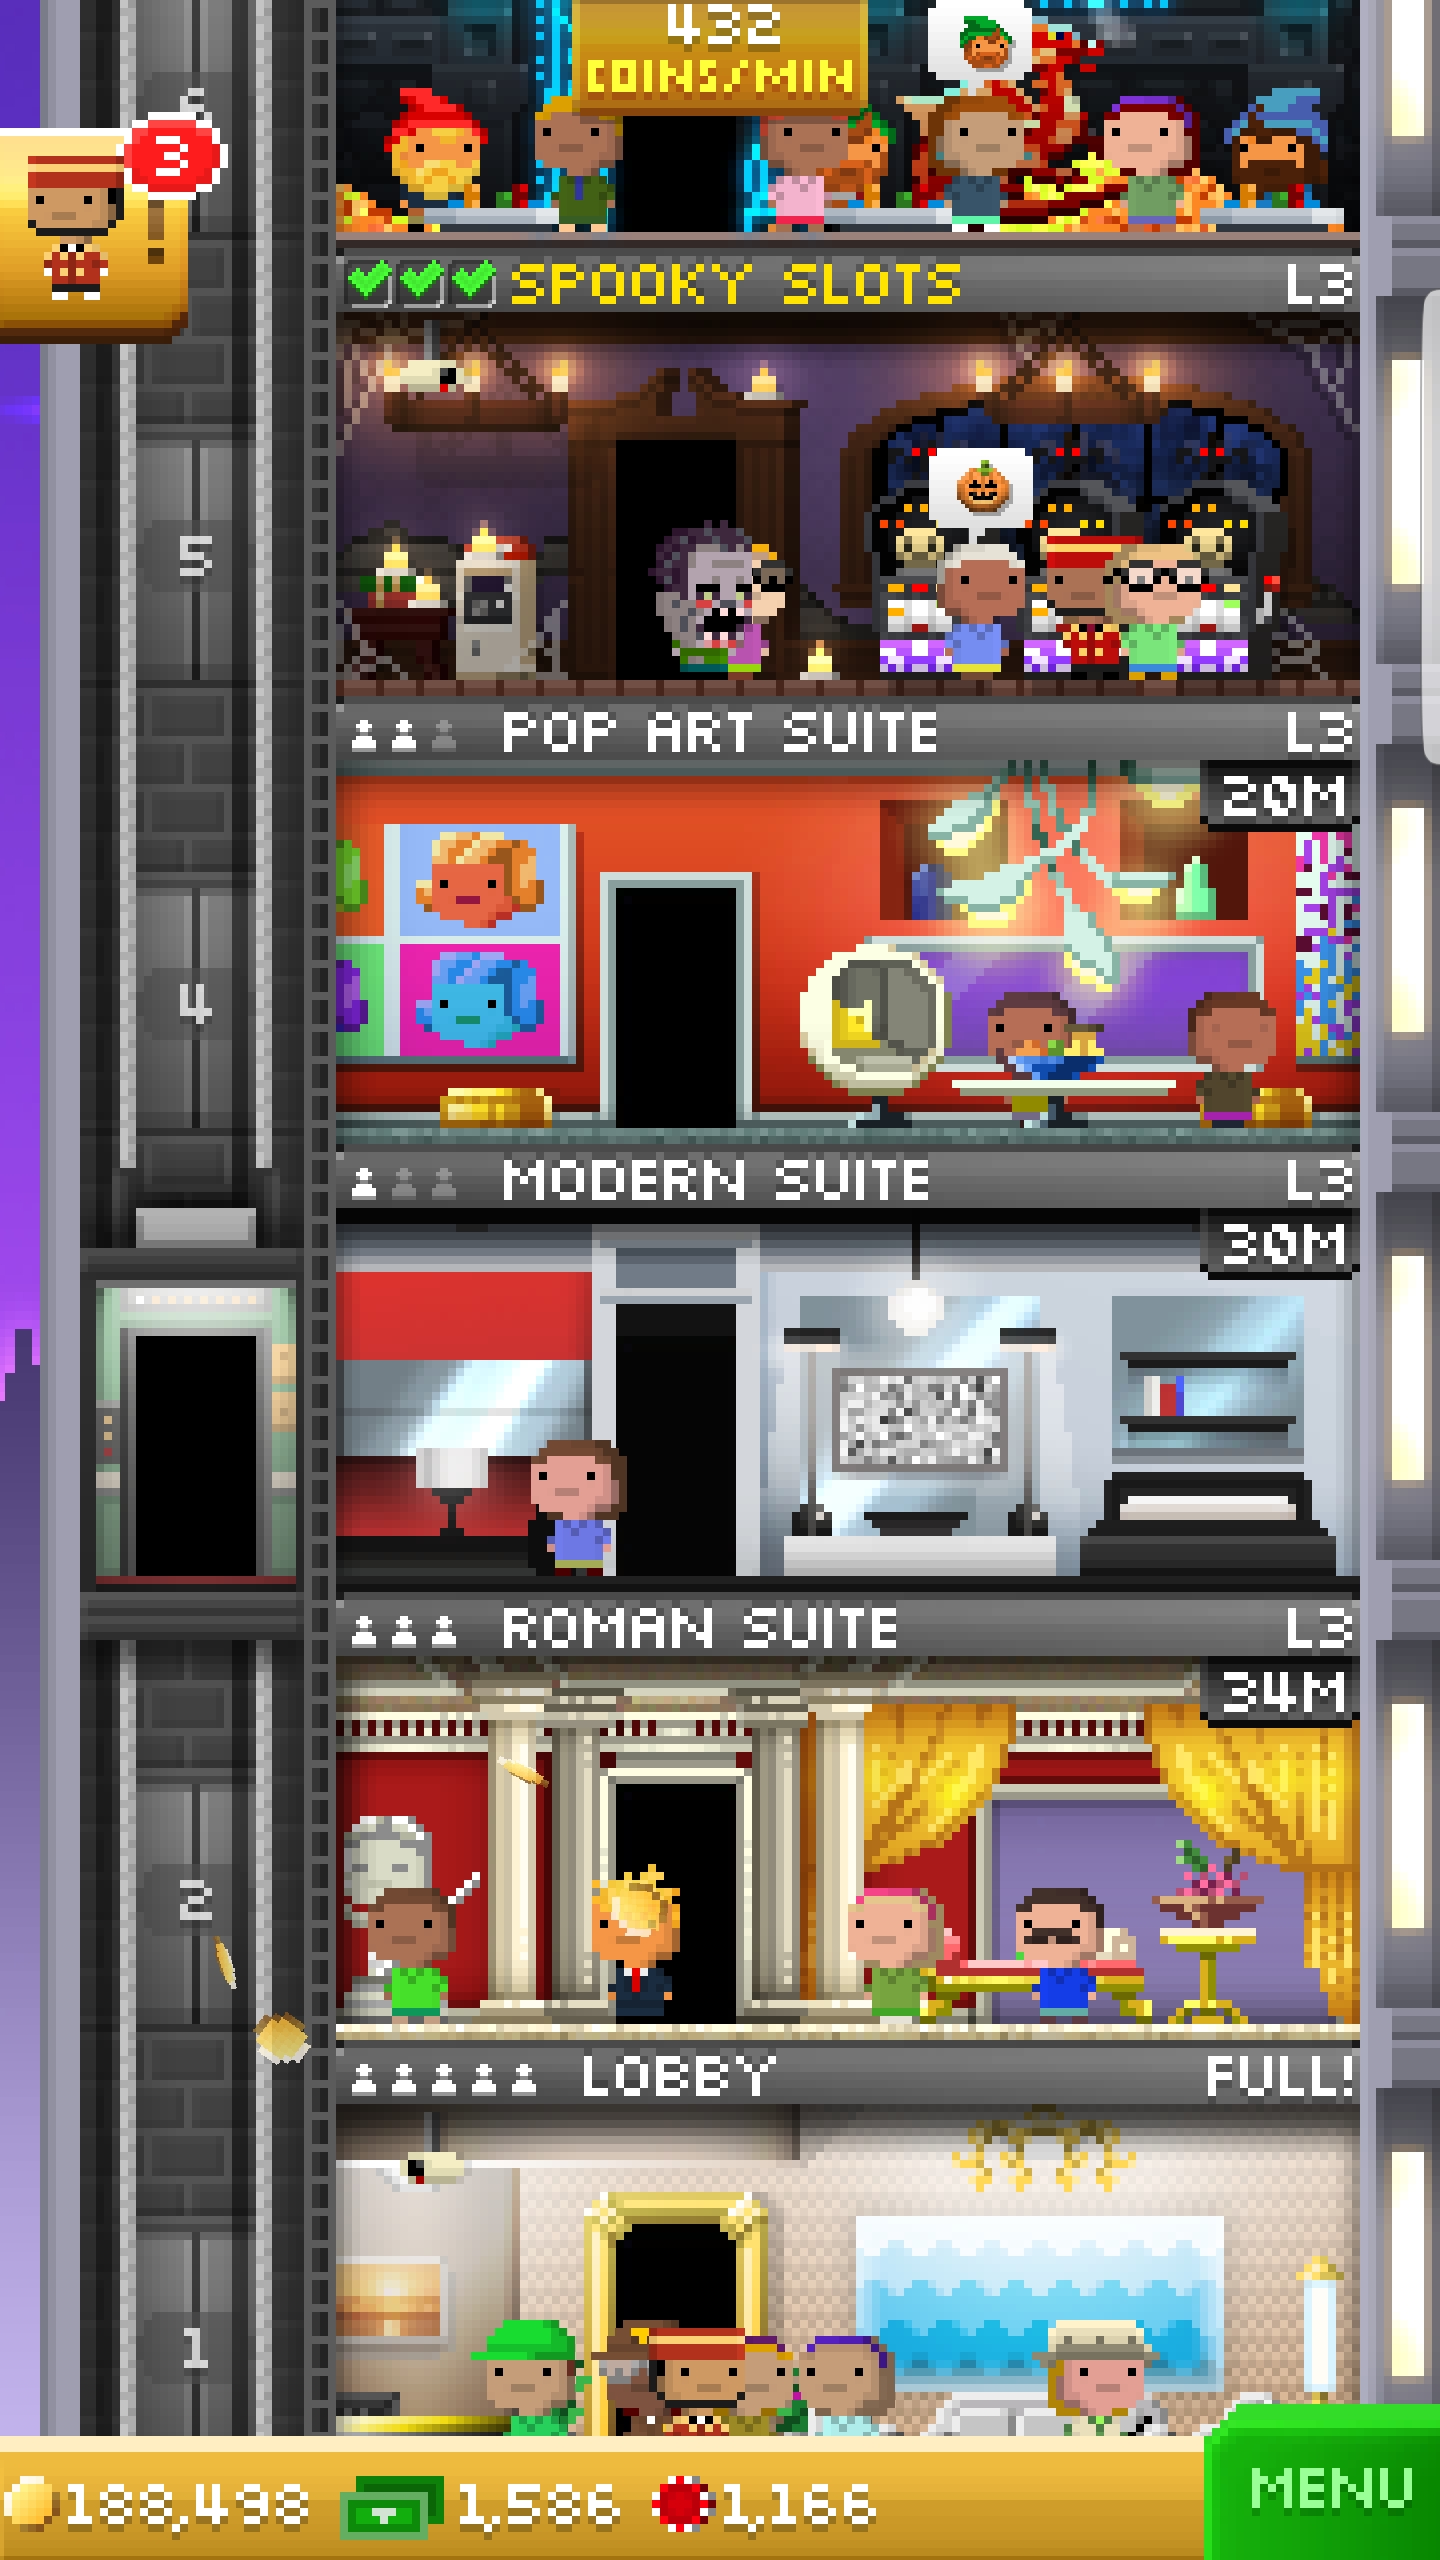 432
COINS/MIN
3
SPOOKY SLOTS L3
5
POP ART SUITE L3
20M
4
MODERN SUITE L3
30M
ROMAN SUITE L3
34M
2
LOBBY FULL!
1
188,498 1,586 1,166 MENU